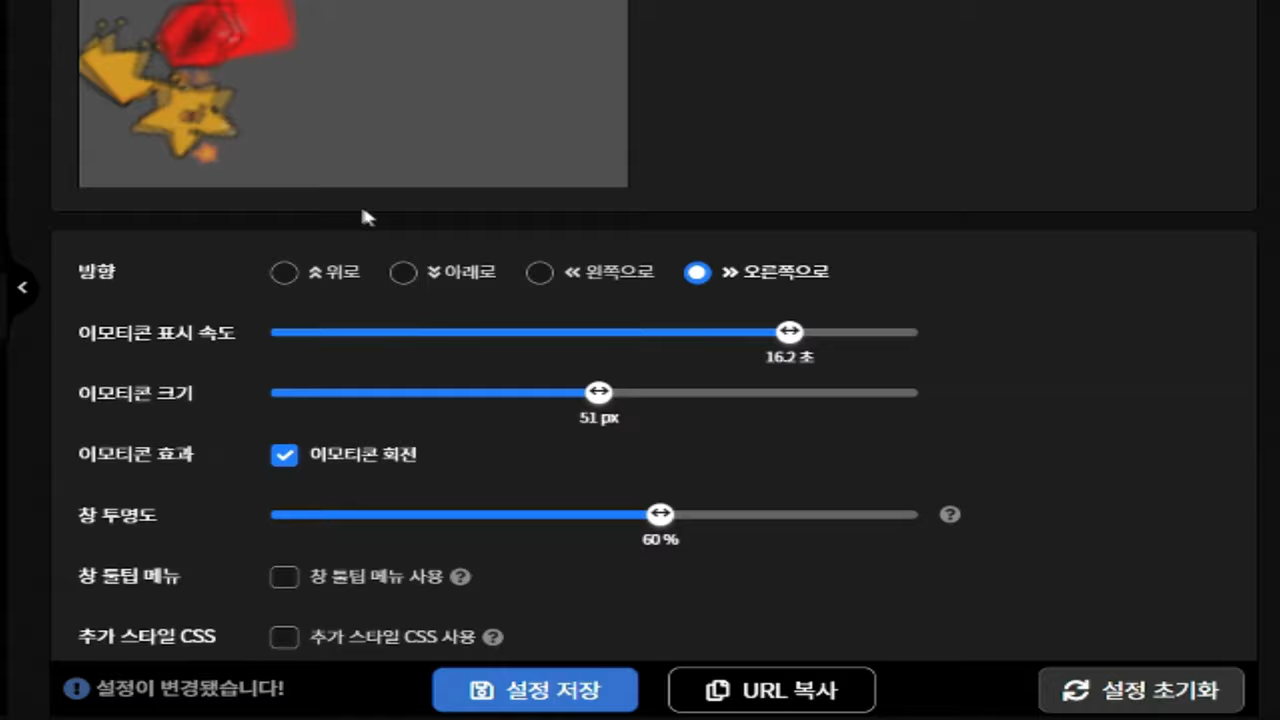 방향 위로 아래로 왼쪽으로 오른쪽으로
이모티콘 표시 속도
16.2 초
이모티콘 크기
51 px
이모티콘 효과 이모티콘 회전
창 투명도
60 %
창 툴팁 메뉴 창 툴팁 메뉴 사용
추가 스타일 CSS 추가 스타일 CSS 사용
설정이 변경됐습니다! 설정 저장 URL 복사 설정 초기화